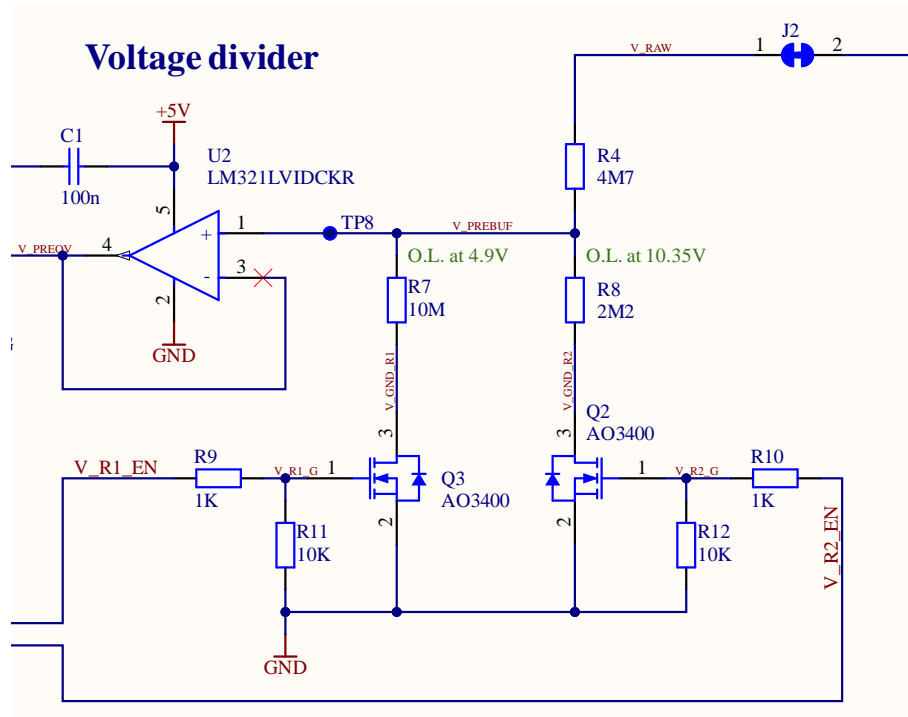 Voltage divider
J2
V_RAW
1
2
+5V
C1
100n
U2
LM321LVIDCKR
R4
4M7
5
1
TP8
V_PREBUF
V_PREOV
4
+
-
3
2
O.L. at 4.9V
O.L. at 10.35V
R7
10M
R8
2M2
GND
V_GND_R1
V_GND_R2
Q2
AO3400
3
3
V_R1_EN
R9
1K
V_R1_G
1
Q3
AO3400
1
V_R2_G
R10
1K
2
2
R11
10K
R12
10K
V_R2_EN
GND